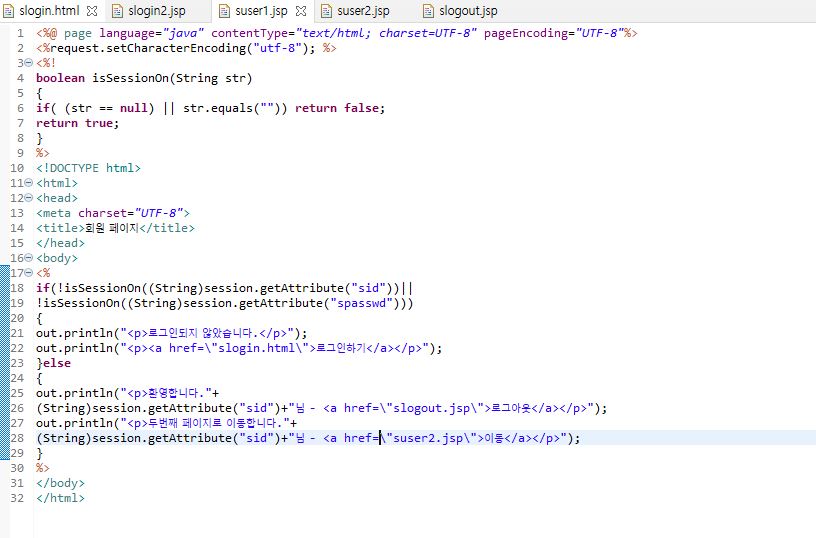 slogin.html slogin2.jsp suser1.jsp suser2.jsp slogout.jsp
1 <%@ page language="java" contentType="text/html; charset=UTF-8" pageEncoding="UTF-8"%>
2 <%request.setCharacterEncoding("utf-8"); %>
3 <%!
4 boolean isSessionOn(String str)
5 {
6 if( (str == null) || str.equals("")) return false;
7 return true;
8 }
9 %>
10 <!DOCTYPE html>
11 <html>
12 <head>
13 <meta charset="UTF-8">
14 <title>회원 페이지</title>
15 </head>
16 <body>
17 <%
18 if(!isSessionOn((String)session.getAttribute("sid"))||
19 !isSessionOn((String)session.getAttribute("spasswd")))
20 {
21 out.println("<p>로그인되지 않았습니다.</p>");
22 out.println("<p><a href=\"slogin.html\">로그인하기</a></p>");
23 }else
24 {
25 out.println("<p>환영합니다."+
26 (String)session.getAttribute("sid")+"님 - <a href=\"slogout.jsp\">로그아웃</a></p>");
27 out.println("<p>두번째 페이지로 이동합니다."+
28 (String)session.getAttribute("sid")+"님 - <a href=\"suser2.jsp\">이동</a></p>");
29 }
30 %>
31 </body>
32 </html>